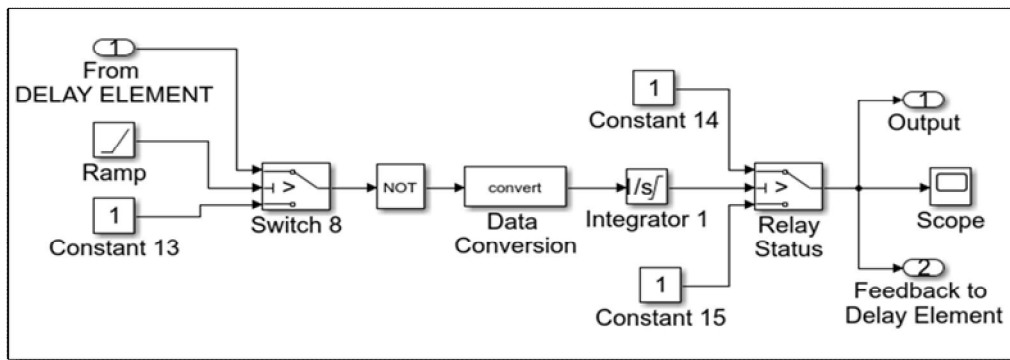 1
From
DELAY ELEMENT
Ramp
1
Constant 13
>
Switch 8
NOT
convert
Data
Conversion
1/s
Integrator 1
1
Constant 14
1
Constant 15
>
Relay
Status
1
Output
Scope
2
Feedback to
Delay Element